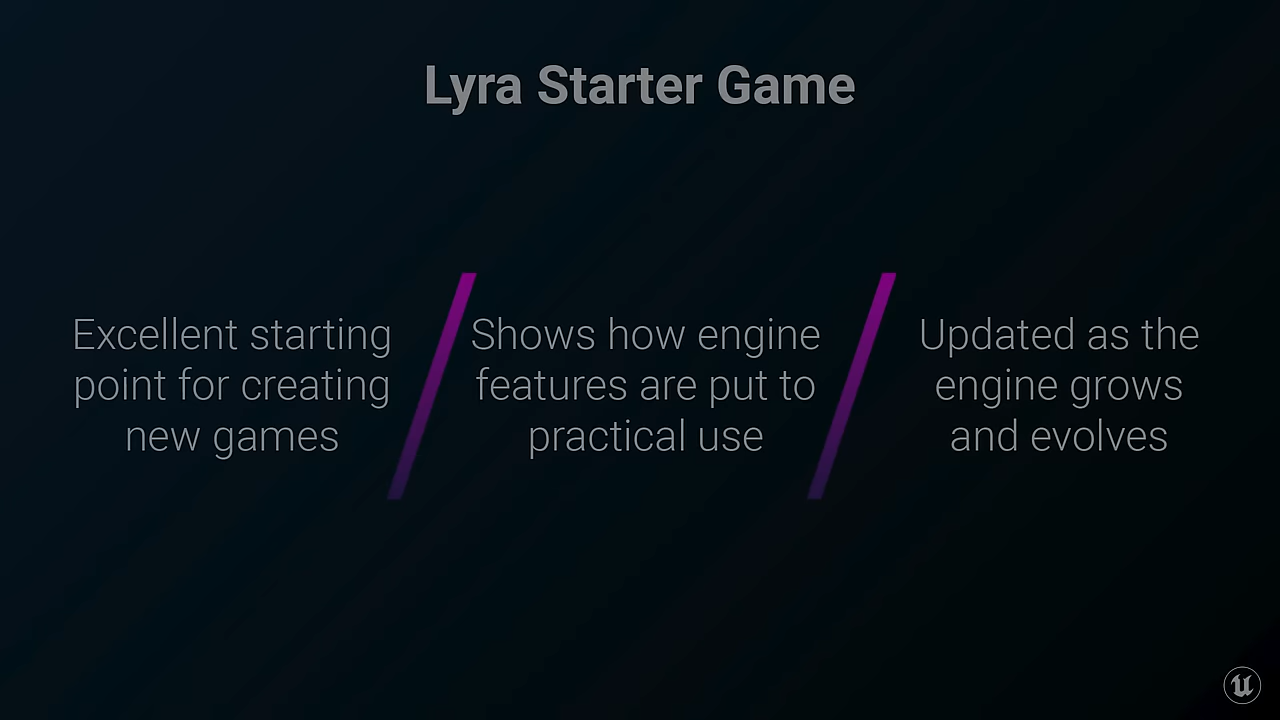 Lyra Starter Game
Excellent starting
point for creating
new games
Shows how engine
features are put to
practical use
Updated as the
engine grows
and evolves